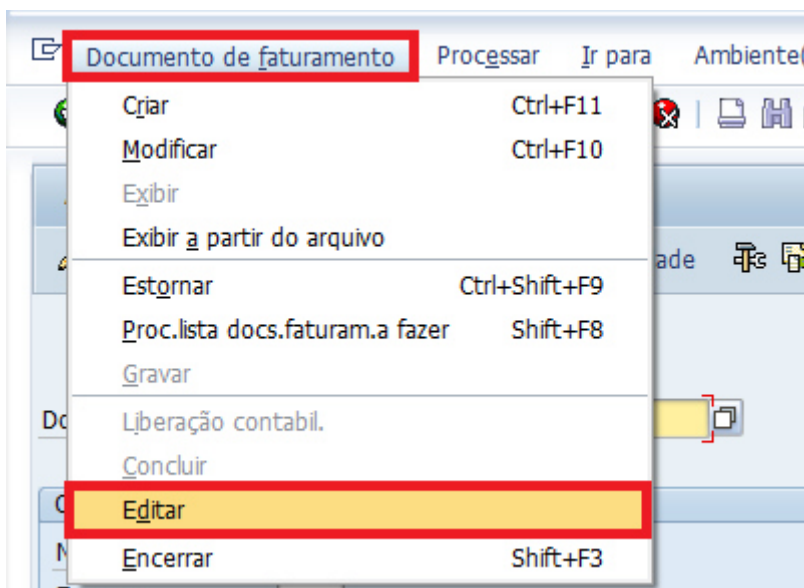 Documento de faturamento Processar Ir para Ambiente
Criar Ctrl+F11
Modificar Ctrl+F10
Exibir
Exibir a partir do arquivo
ade
Estornar Ctrl+Shift+F9
Proc.lista docs.faturam.a fazer Shift+F8
Gravar
Do
Liberação contabil.
Concluir
Editar
Encerrar Shift+F3